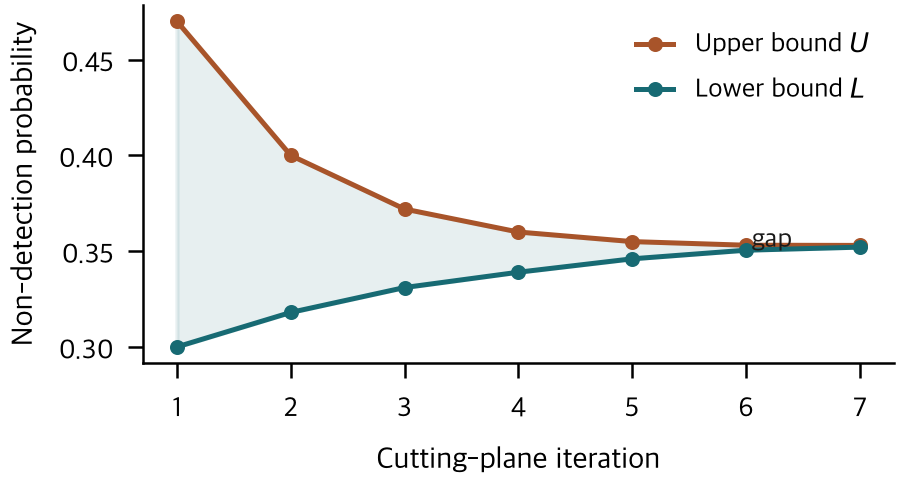 Non-detection probability
0.45
0.40
0.35
0.30
Upper bound U
Lower bound L
gap
1 2 3 4 5 6 7
Cutting-plane iteration